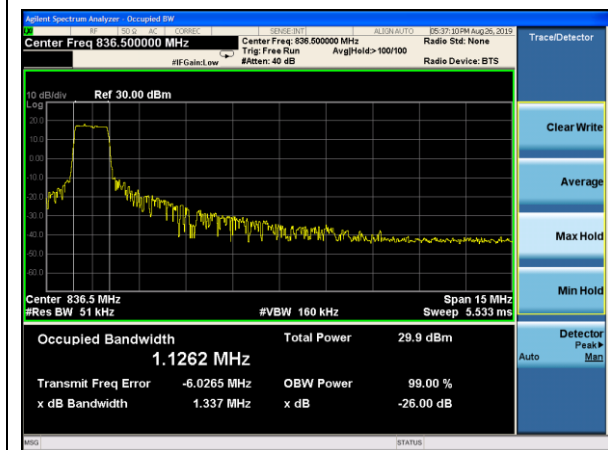 Agilent Spectrum Analyzer - Occupied BW
RF 50 Ω AC CORREC SENSE:INT ALIGN AUTO 05:37:10 PM Aug 26, 2019
Center Freq 836.500000 MHz
Center Freq: 836.500000 MHz
Radio Std: None
Trig: Free Run Avg|Hold:> 100/100
#IFGain:Low #Atten: 40 dB Radio Device: BTS
Trace/Detector
10 dB/div Ref 30.00 dBm
Log
20.0
10.0
0.00
-10.0
-20.0
-30.0
-40.0
-50.0
-60.0
Center 836.5 MHz Span 15 MHz
#Res BW 51 kHz #VBW 160 kHz Sweep 5.533 ms
Occupied Bandwidth Total Power 29.9 dBm
1.1262 MHz
Transmit Freq Error -6.0265 MHz OBW Power 99.00 %
x dB Bandwidth 1.337 MHz x dB -26.00 dB
Clear Write
Average
Max Hold
Min Hold
Detector
Peak▶
Auto Man
MSG STATUS